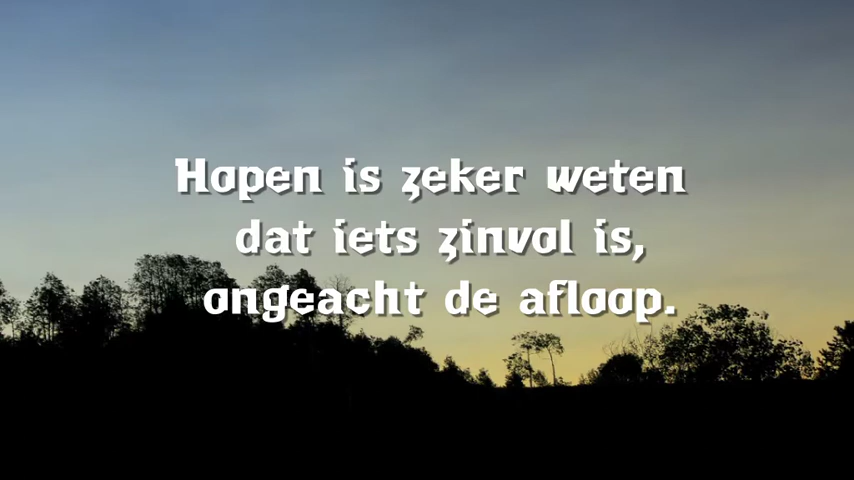 Hopen is zeker weten
dat iets zinvol is,
ongeacht de afloop.